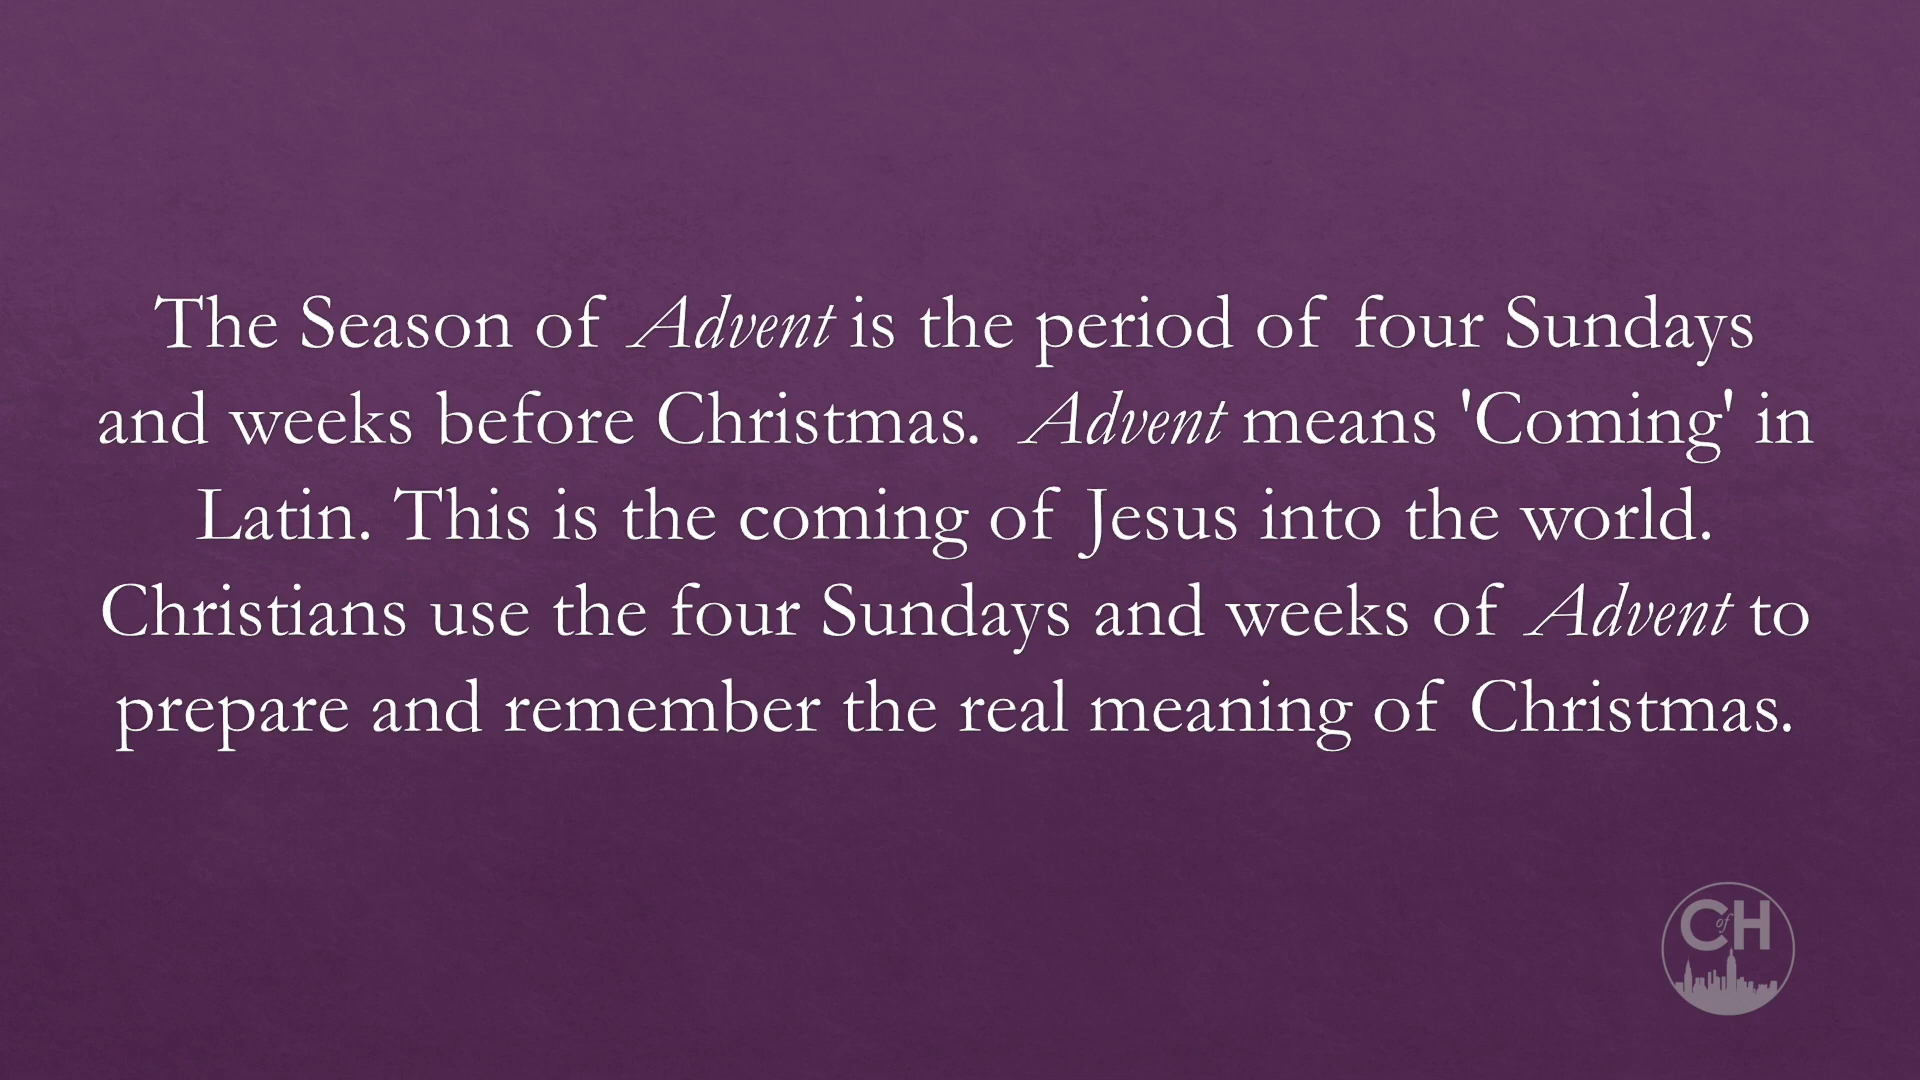 The Season of Advent is the period of four Sundays
and weeks before Christmas. Advent means 'Coming' in
Latin. This is the coming of Jesus into the world.
Christians use the four Sundays and weeks of Advent to
prepare and remember the real meaning of Christmas.
C of H